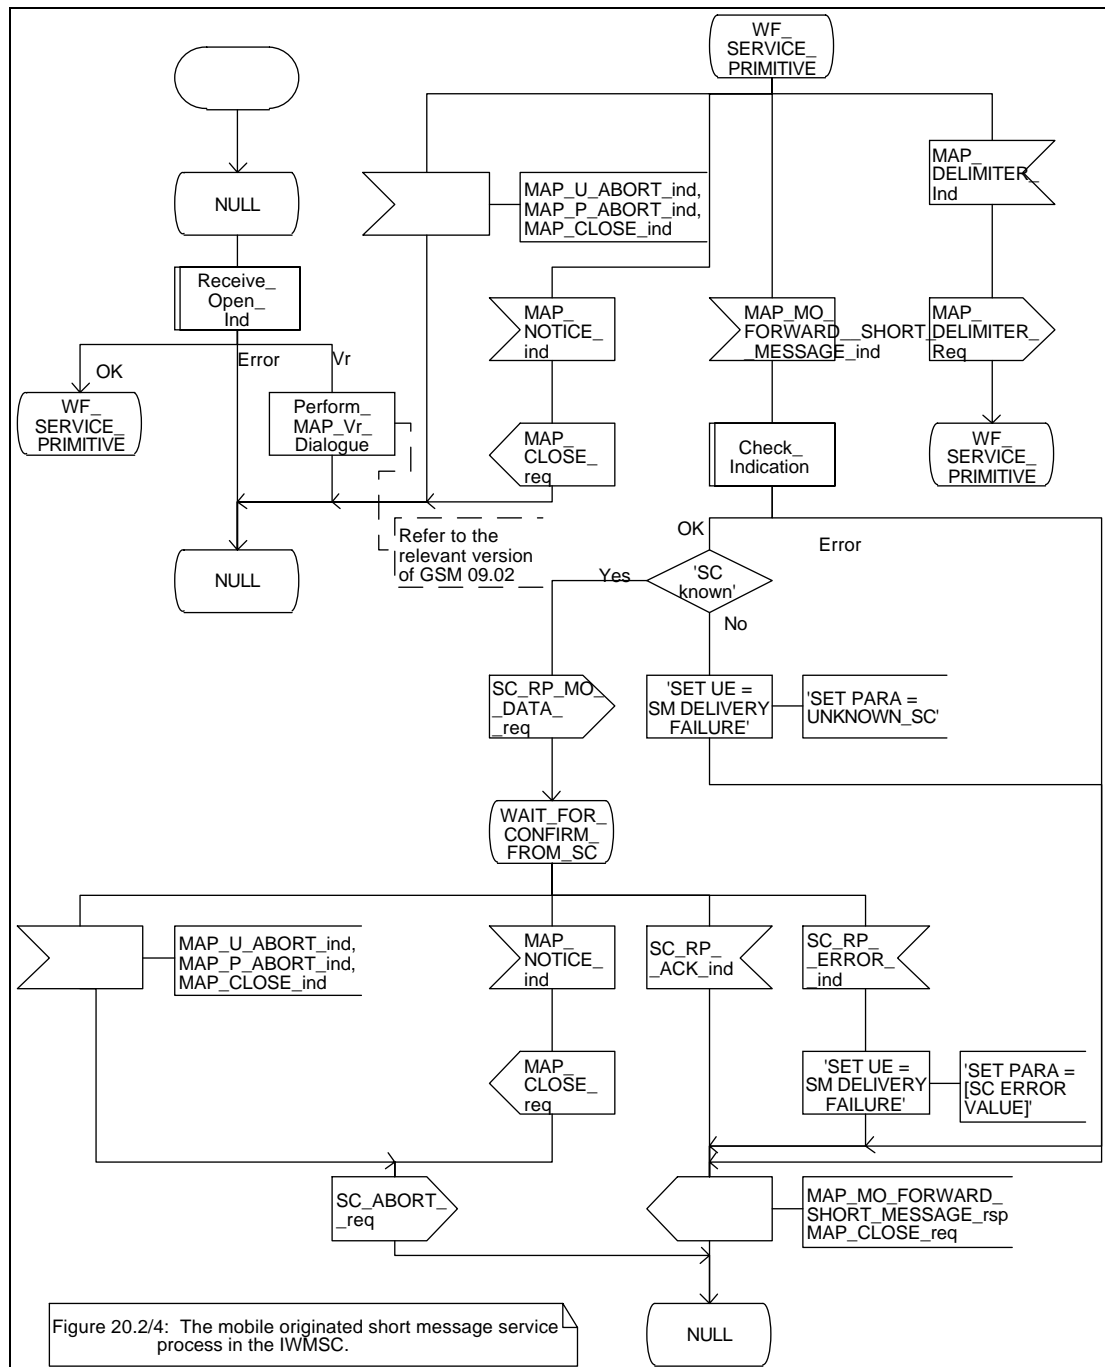 WF_
SERVICE_
PRIMITIVE
NULL
Receive_
Open_
Ind
OK
Error
Vr
WF_
SERVICE_
PRIMITIVE
Perform_
MAP_Vr_
Dialogue
NULL
Refer to the
relevant version
of GSM 09.02
MAP_U_ABORT_ind,
MAP_P_ABORT_ind,
MAP_CLOSE_ind
MAP_
NOTICE_
ind
MAP_
CLOSE_
req
MAP_MO_
FORWARD__SHORT_
_MESSAGE_ind
Check_
Indication
MAP_
DELIMITER_
Ind
MAP_
DELIMITER_
Req
WF_
SERVICE_
PRIMITIVE
OK
Error
'SC
known'
Yes
No
SC_RP_MO_
_DATA_
_req
'SET UE =
SM DELIVERY
FAILURE'
'SET PARA =
UNKNOWN_SC'
WAIT_FOR_
CONFIRM_
FROM_SC
MAP_U_ABORT_ind,
MAP_P_ABORT_ind,
MAP_CLOSE_ind
MAP_
NOTICE_
ind
SC_RP_
_ACK_ind
SC_RP_
_ERROR_
_ind
MAP_
CLOSE_
req
'SET UE =
SM DELIVERY
FAILURE'
'SET PARA =
[SC ERROR
VALUE]'
SC_ABORT_
_req
MAP_MO_FORWARD_
SHORT_MESSAGE_rsp
MAP_CLOSE_req
NULL
Figure 20.2/4: The mobile originated short message service
process in the IWMSC.